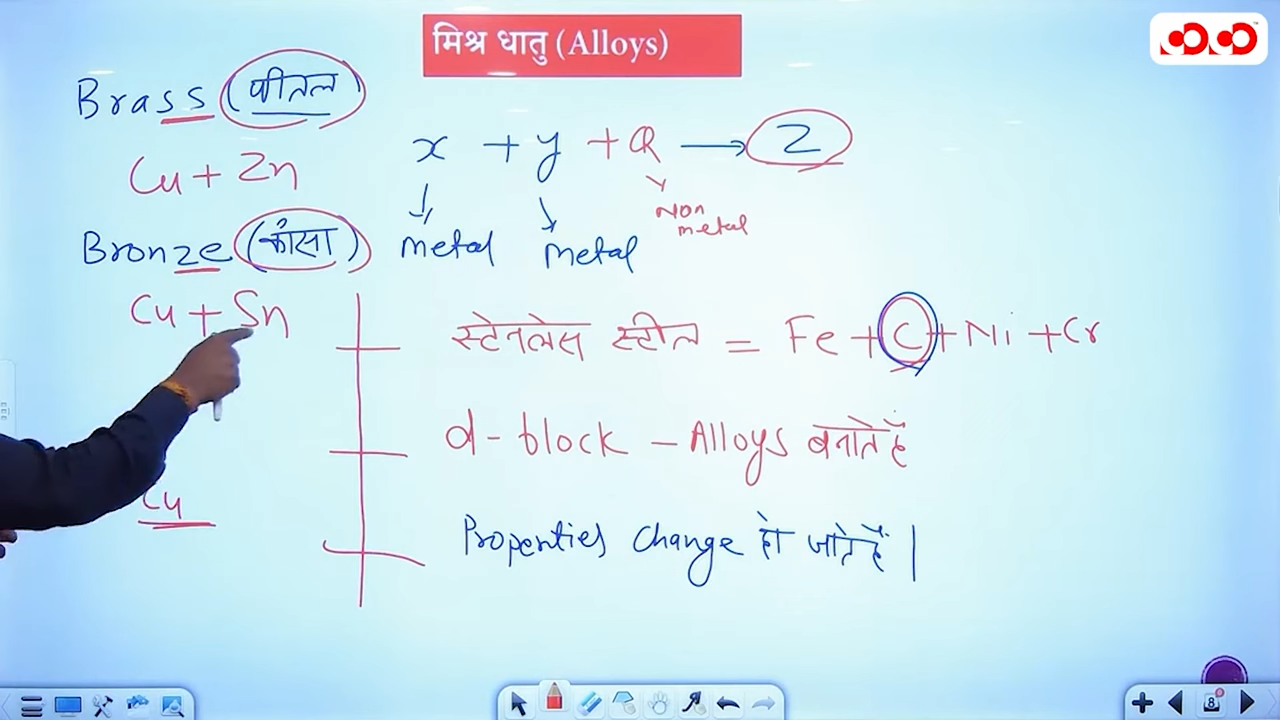 मिश्र धातु (Alloys)
Brass (पीतल)
Cu + Zn
Bronze (काँसा)
Cu + Sn
Cu
x + y + Q → Z
metal
metal
Non metal
स्टेनलेस स्टील = Fe + C + Ni + Cr
d-block - Alloys बनाते हैं
Properties change हो जाते हैं।
8